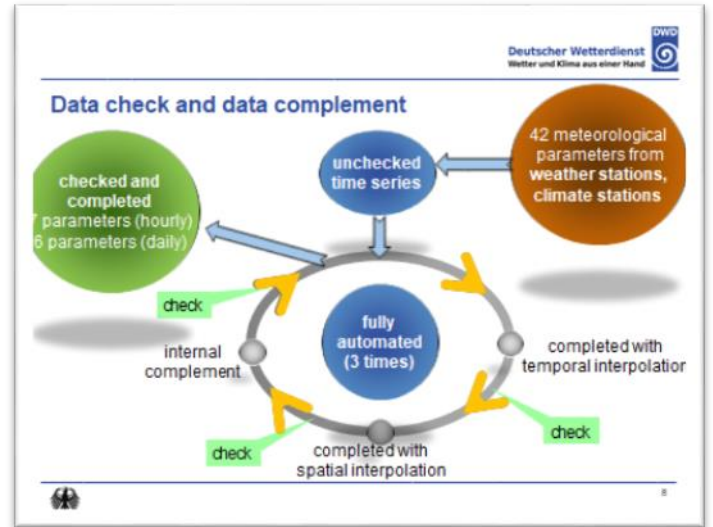 DWD
Deutscher Wetterdienst
Wetter und Klima aus einer Hand
Data check and data complement
42 meteorological
parameters from
weather stations,
climate stations
unchecked
time series
checked and
completed
7 parameters (hourly)
6 parameters (daily)
check
fully
automated
(3 times)
internal
complement
completed with
temporal interpolation
check
check
completed with
spatial interpolation
8